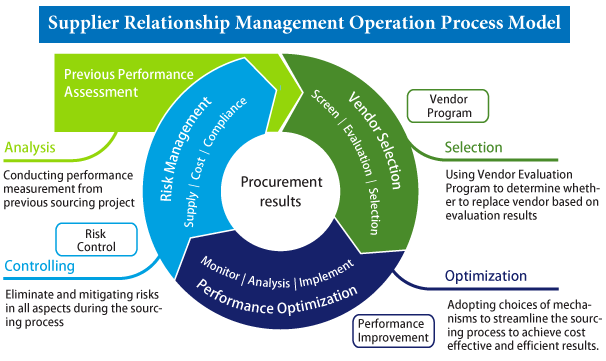 Supplier Relationship Management Operation Process Model
Previous Performance
Assessment
Analysis
Conducting performance
measurement from
previous sourcing project
Risk
Control
Controlling
Eliminate and mitigating risks
in all aspects during the sourc-
ing process
Risk Management
Supply | Cost | Compliance
Procurement
results
Vendor Selection
Screen | Evaluation | Selection
Monitor | Analysis | Implement
Performance Optimization
Vendor
Program
Selection
Using Vendor Evaluation
Program to determine wheth-
er to replace vendor based on
evaluation results
Optimization
Adopting choices of mecha-
nisms to streamline the sourc-
ing process to achieve cost
effective and efficient results.
Performance
Improvement